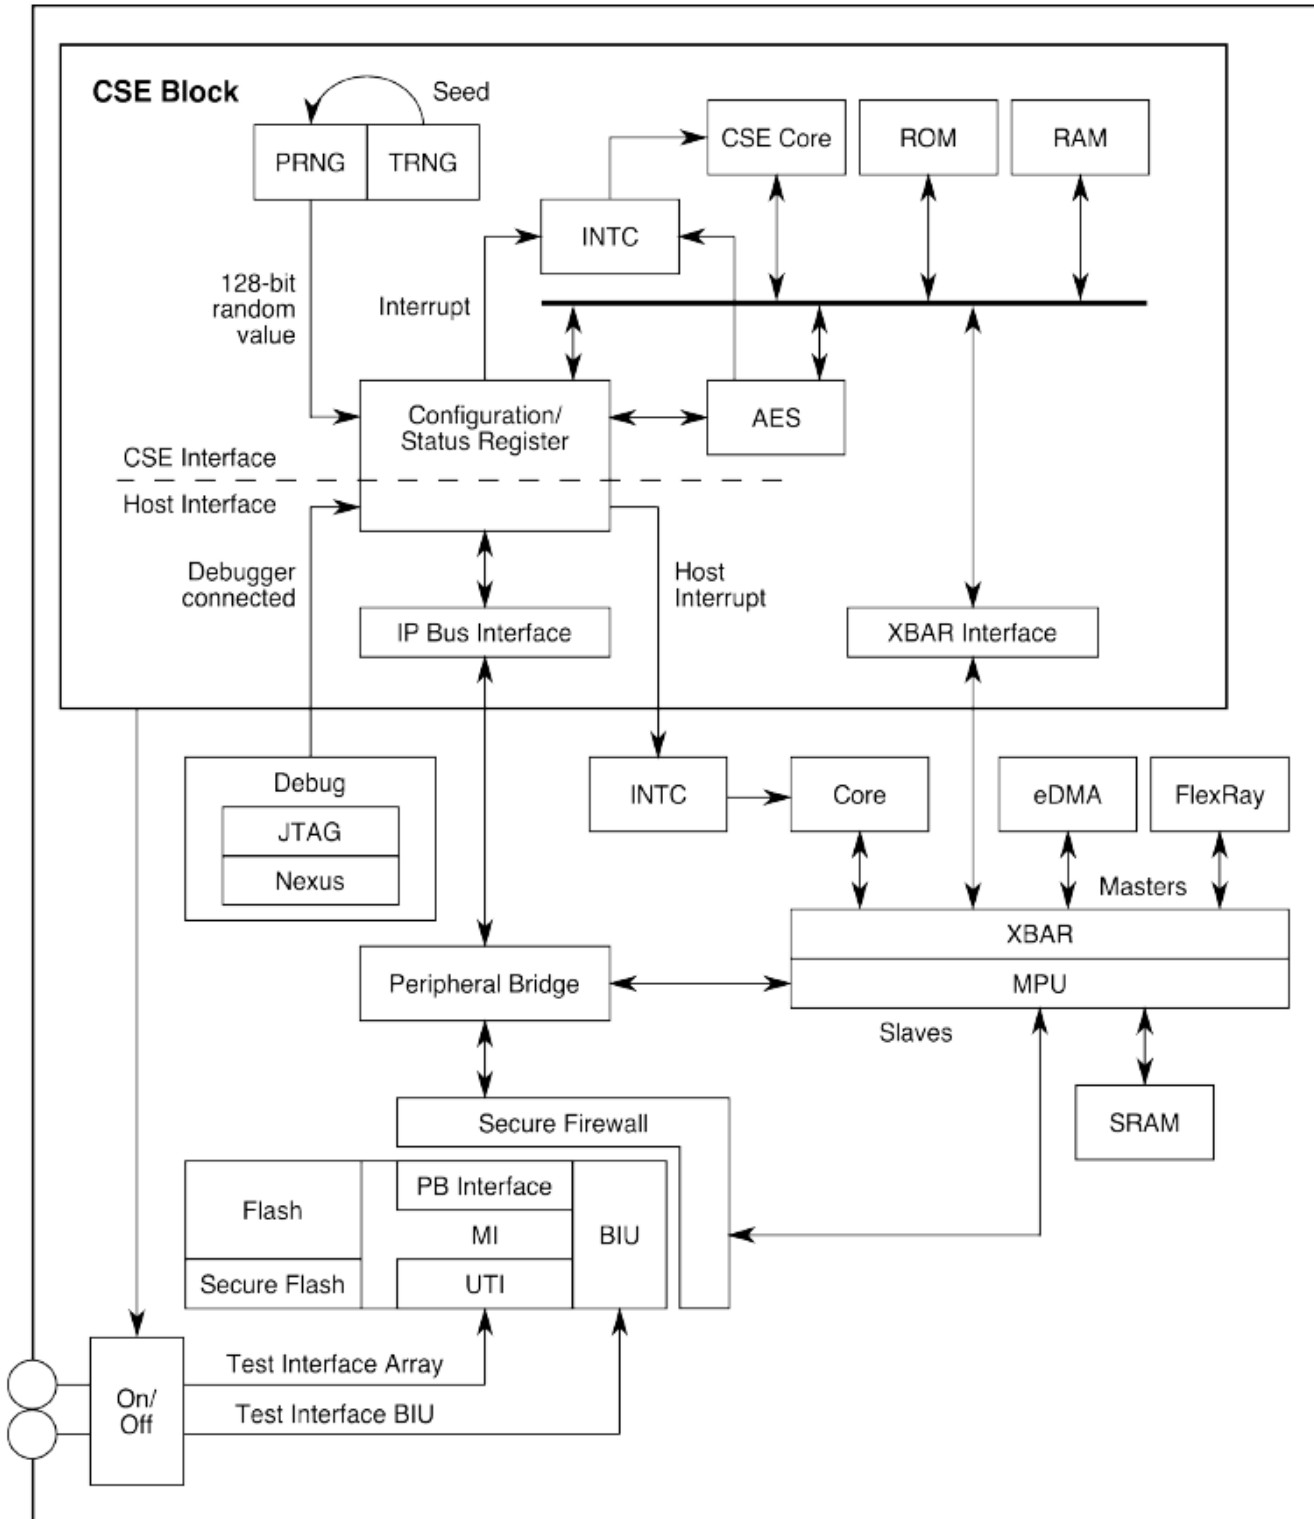 CSE Block
Seed
PRNG
TRNG
CSE Core
ROM
RAM
INTC
128-bit
random
value
Interrupt
Configuration/
Status Register
AES
CSE Interface
Host Interface
Debugger
connected
Host
Interrupt
IP Bus Interface
XBAR Interface
Debug
JTAG
Nexus
INTC
Core
eDMA
FlexRay
Masters
XBAR
MPU
Peripheral Bridge
Slaves
SRAM
Secure Firewall
Flash
PB Interface
MI
BIU
Secure Flash
UTI
Test Interface Array
On/
Off
Test Interface BIU